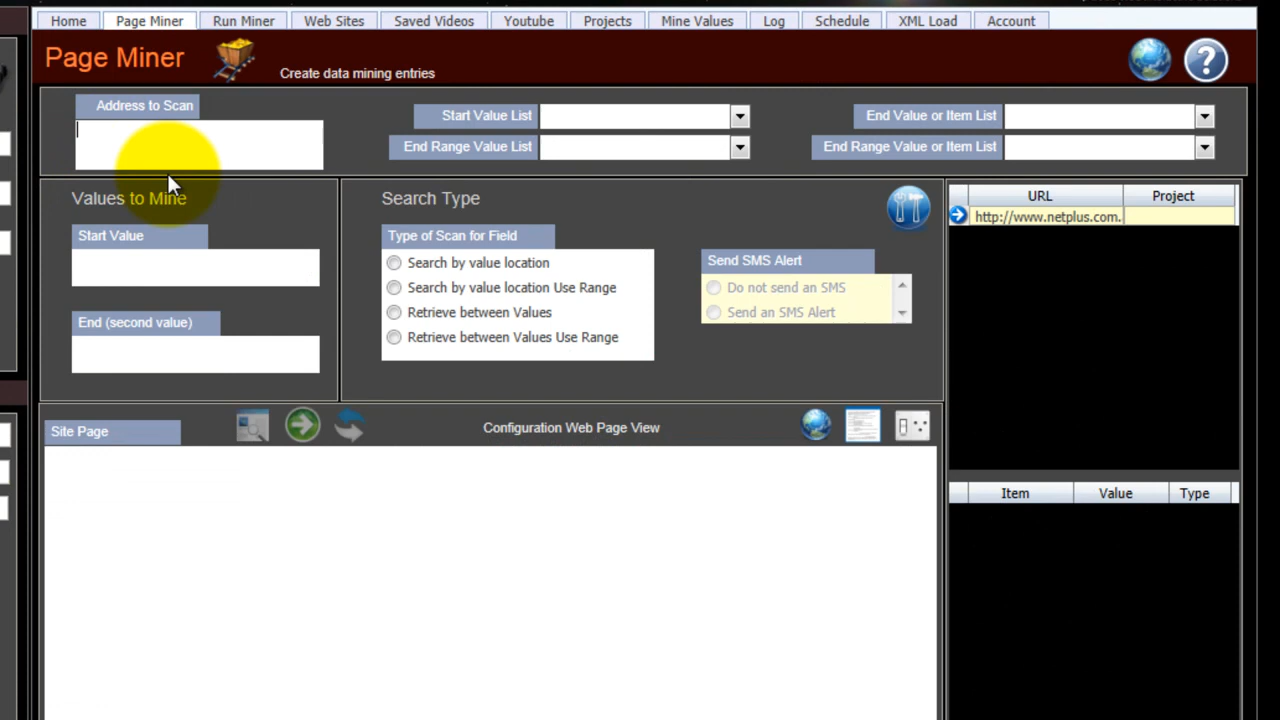 Home Page Miner Run Miner Web Sites Saved Videos Youtube Projects Mine Values Log Schedule XML Load Account
Page Miner
Create data mining entries
Address to Scan
Start Value List
End Value or Item List
End Range Value List
End Range Value or Item List
Values to Mine
Start Value
End (second value)
Search Type
Type of Scan for Field
Search by value location
Search by value location Use Range
Retrieve between Values
Retrieve between Values Use Range
Send SMS Alert
Do not send an SMS
Send an SMS Alert
URL Project
http://www.netplus.com.
Site Page
Configuration Web Page View
Item Value Type